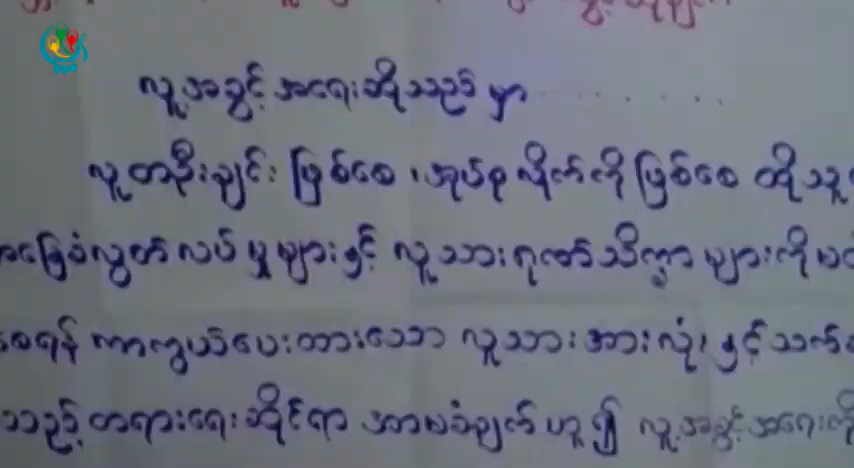 လူ့အခွင့်အရေးဆိုသည်မှာ........
လူတဦးချင်းဖြစ်စေ၊ အုပ်စုလိုက်ကိုဖြစ်စေ ထိုသူ
အခြေခံလွတ်လပ်မှုများနှင့် လူသားဂုဏ်သိက္ခာများကို
စေရန် ကာကွယ်ပေးထားသော လူသားအားလုံးနှင့်
သည့်တရားရေးဆိုင်ရာ အာမခံချက်ဟူ၍ လူ့အခွင့်အရေးကို